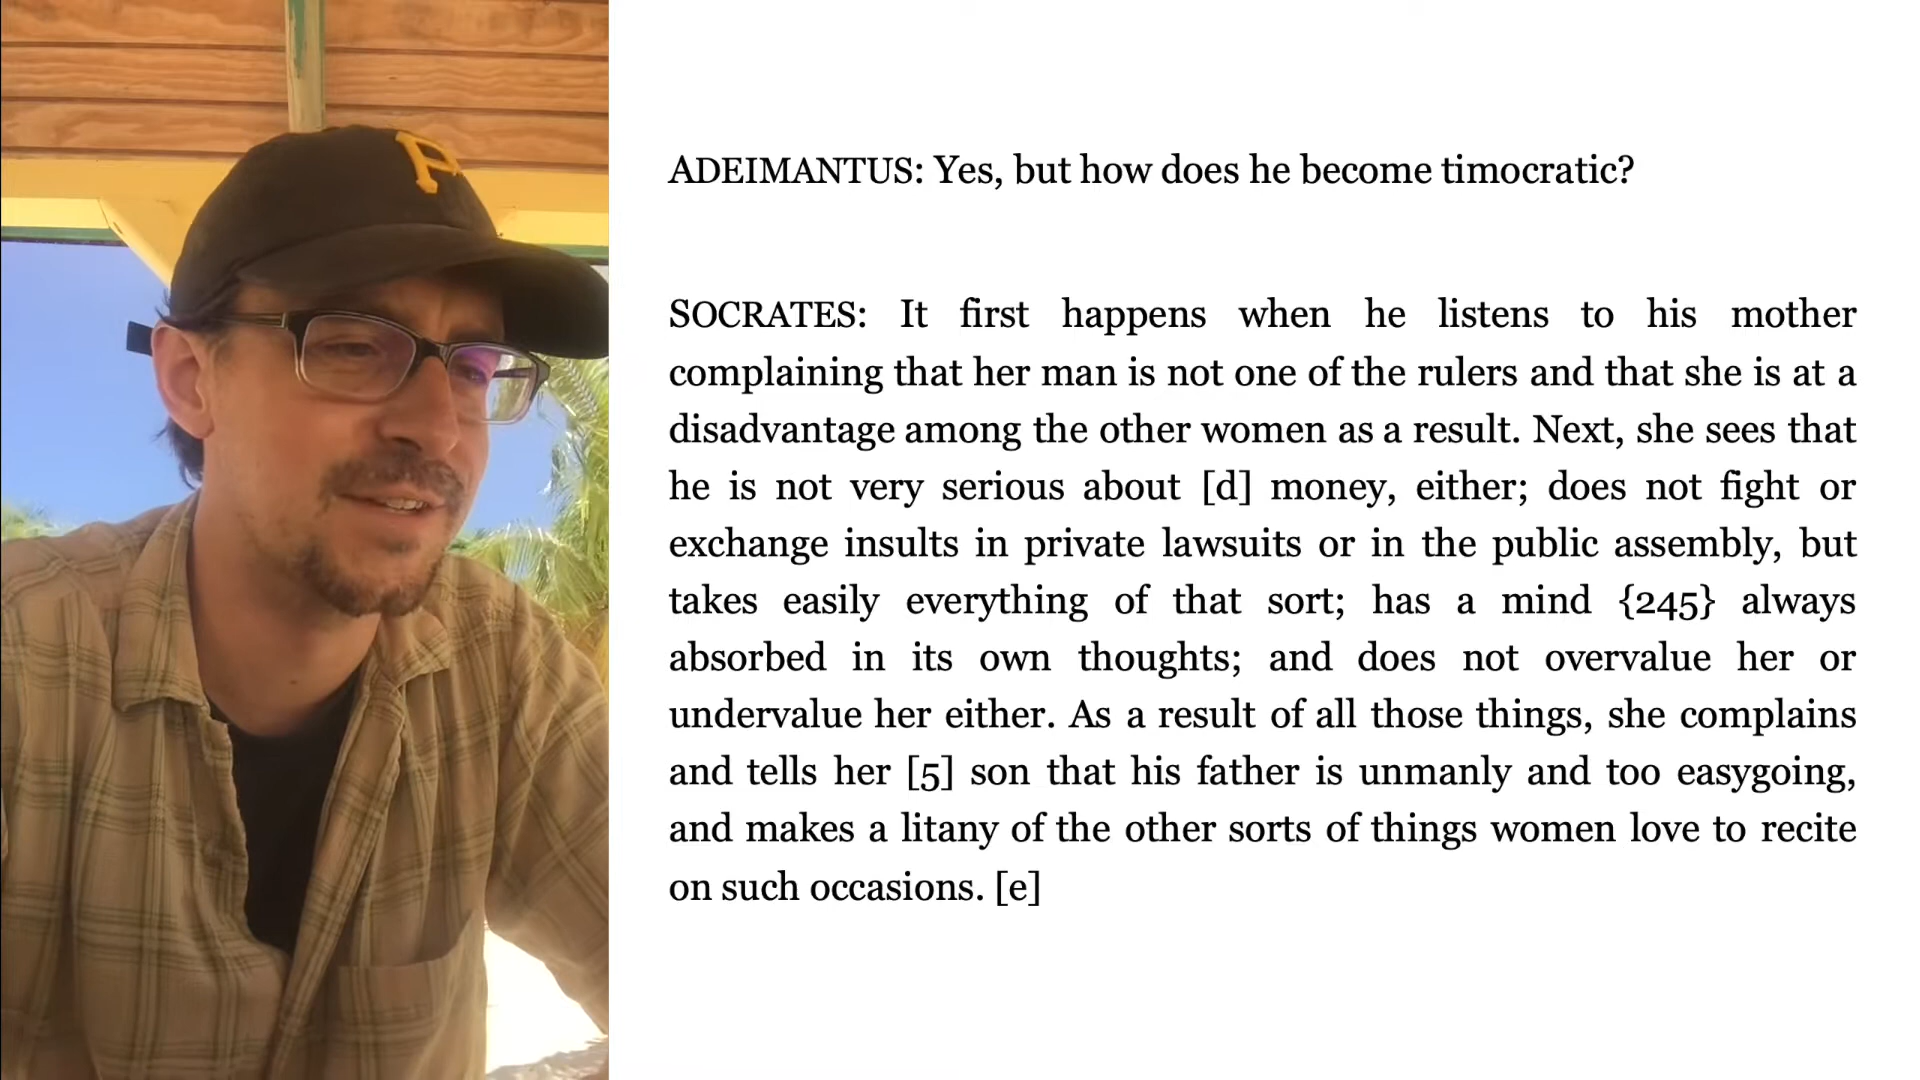 P
ADEIMANTUS: Yes, but how does he become timocratic?
SOCRATES: It first happens when he listens to his mother
complaining that her man is not one of the rulers and that she is at a
disadvantage among the other women as a result. Next, she sees that
he is not very serious about [d] money, either; does not fight or
exchange insults in private lawsuits or in the public assembly, but
takes easily everything of that sort; has a mind {245} always
absorbed in its own thoughts; and does not overvalue her or
undervalue her either. As a result of all those things, she complains
and tells her [5] son that his father is unmanly and too easygoing,
and makes a litany of the other sorts of things women love to recite
on such occasions. [e]